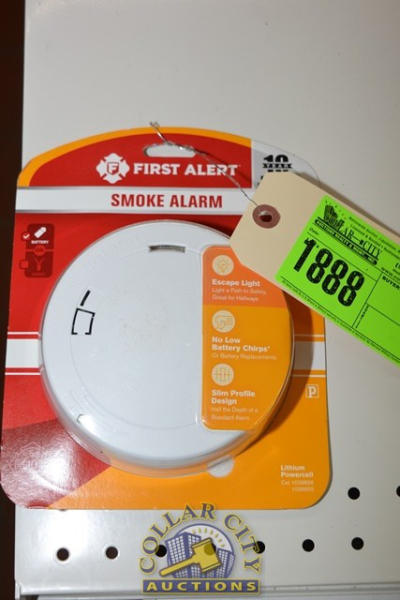 FIRST ALERT
10
YEAR
SMOKE ALARM
BATTERY
Escape Light
Light a Path to Safety,
Great for Hallways
No Low
Battery Chirps*
Or Battery Replacements
Slim Profile
Design
Half the Depth of a
Standard Alarm
P
Lithium
Powercell
1888
COLLAR CITY
AUCTIONS